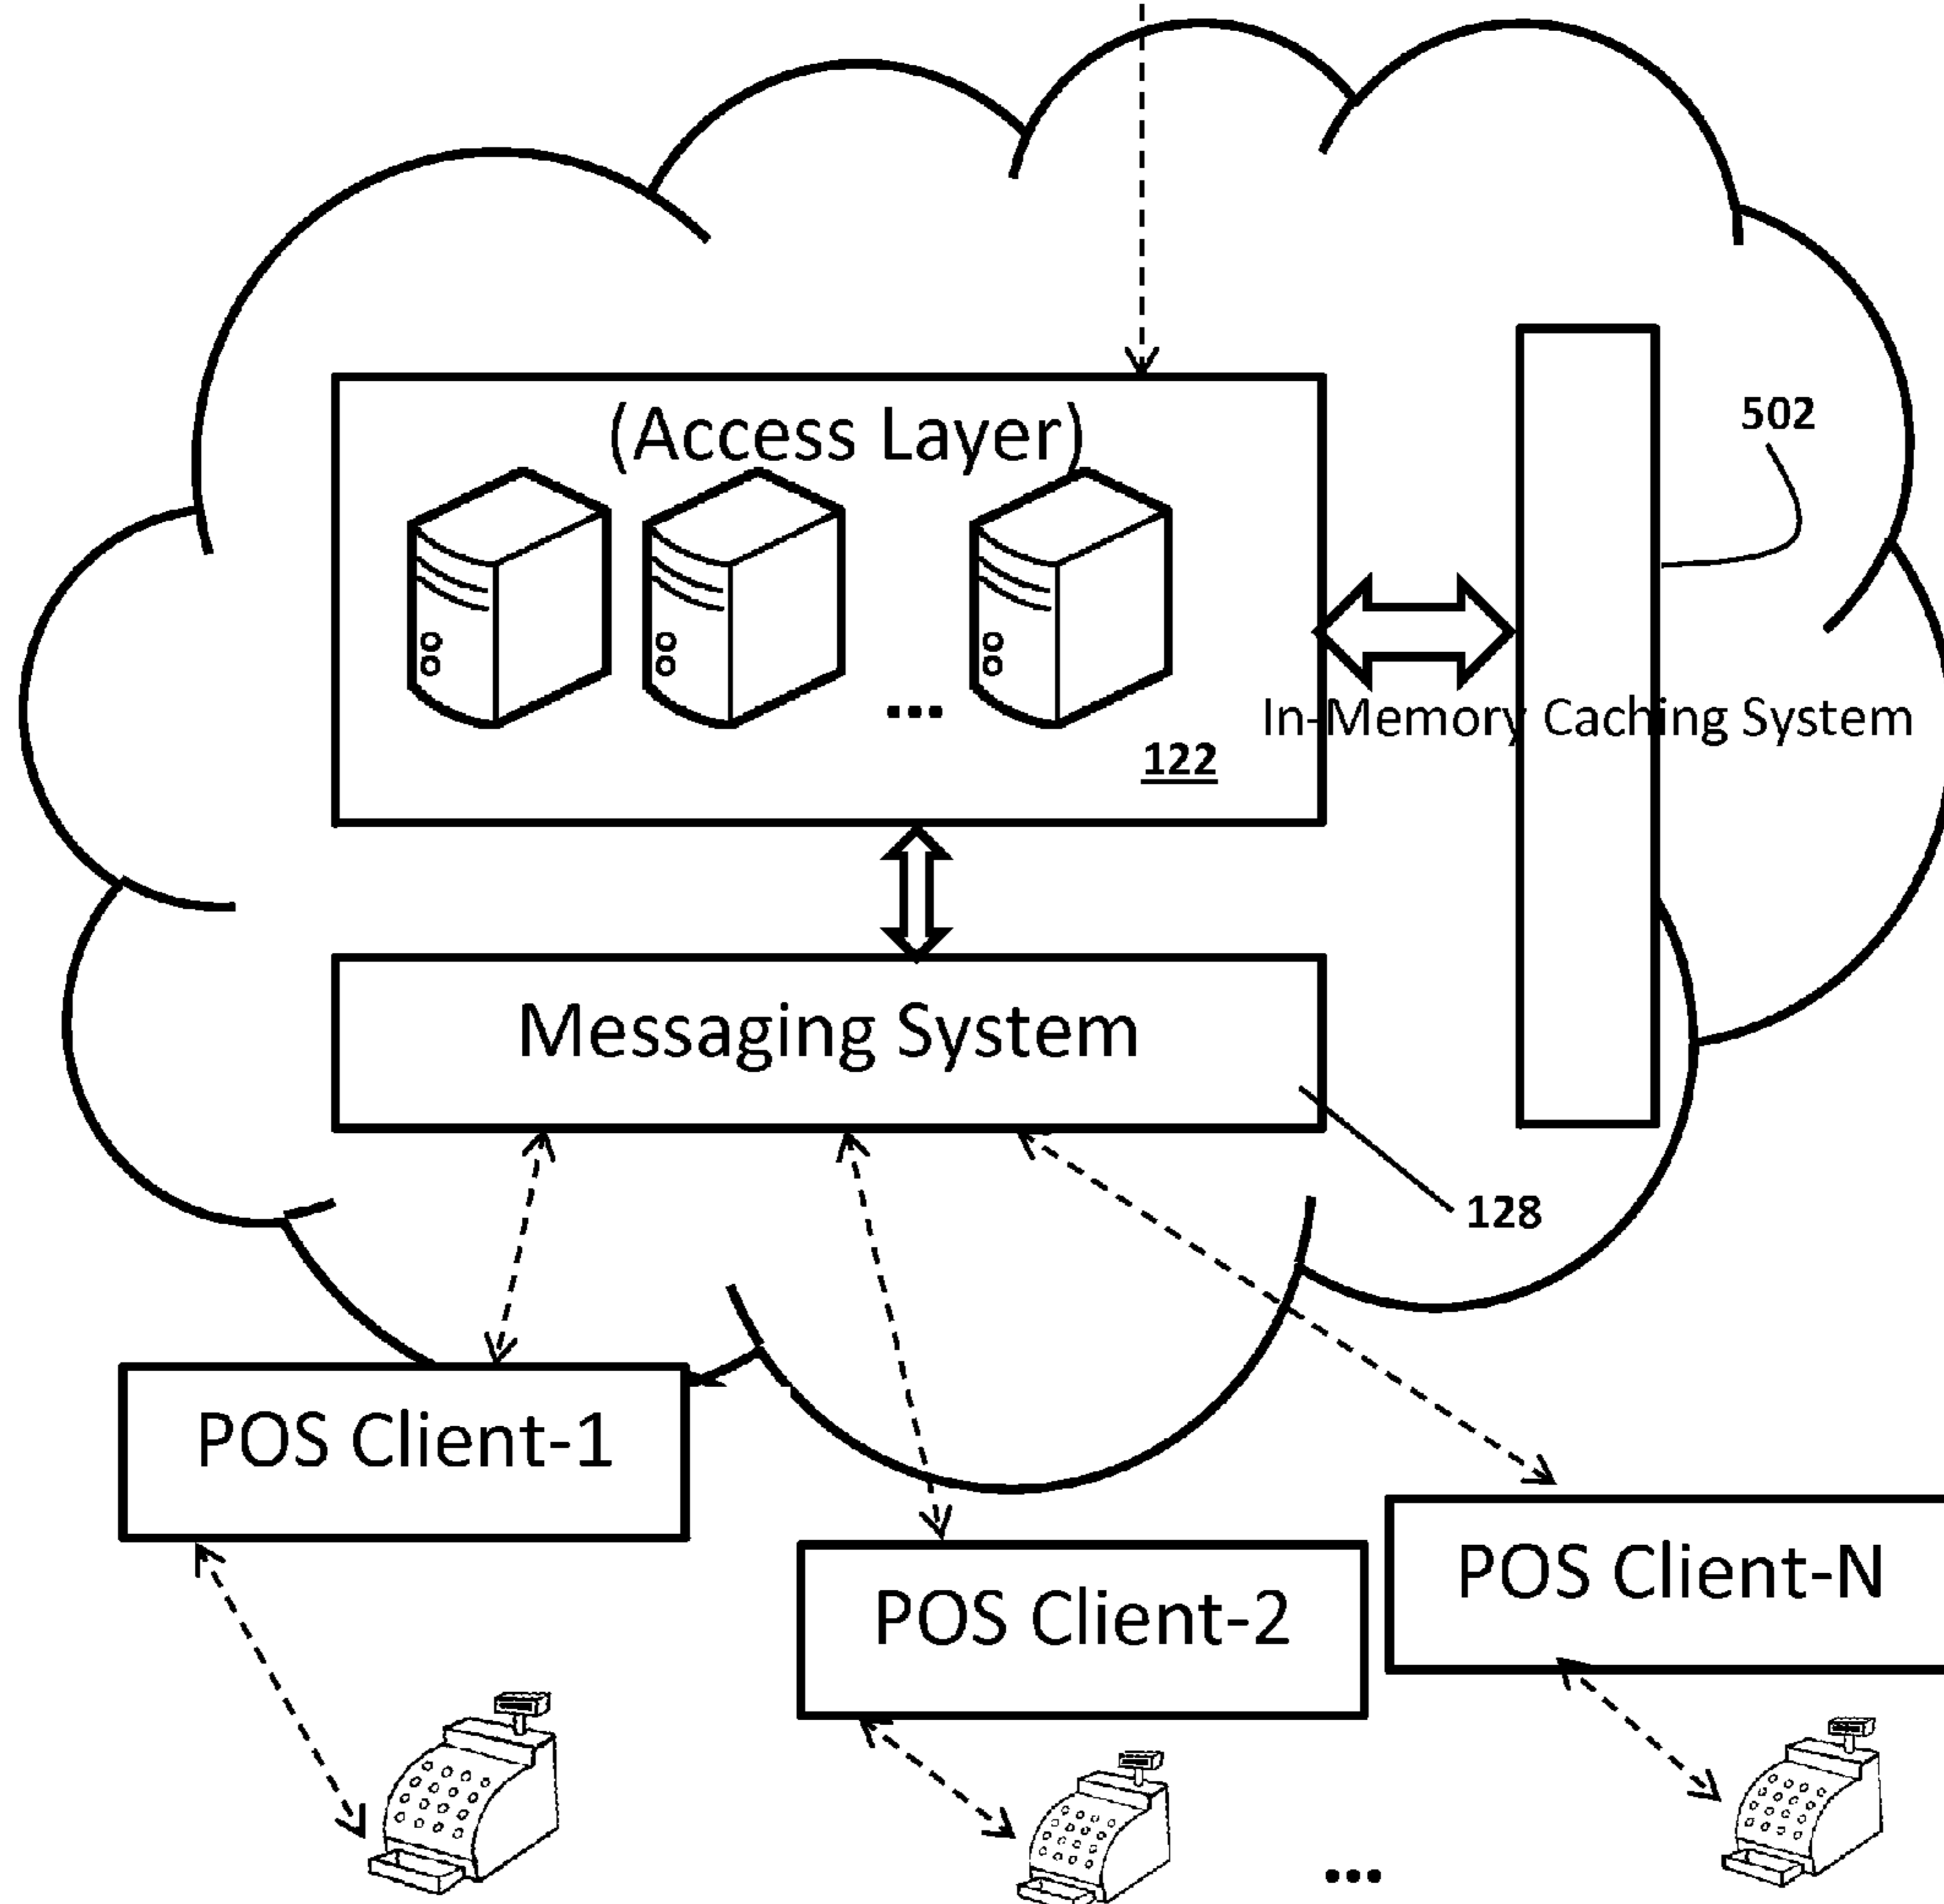 (Access Layer)
502
...
In-Memory Caching System
122
Messaging System
128
POS Client-1
POS Client-N
POS Client-2
...